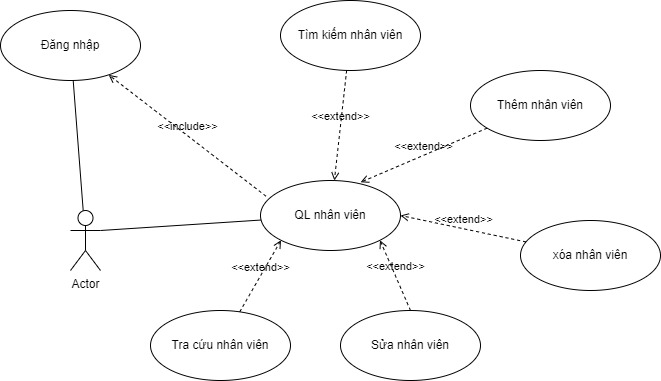 Tìm kiếm nhân viên
Đăng nhập
Thêm nhân viên
<<extend>>
<<include>>
<<extend>>
QL nhân viên
<<extend>>
xóa nhân viên
<<extend>>
<<extend>>
Actor
Tra cứu nhân viên
Sửa nhân viên